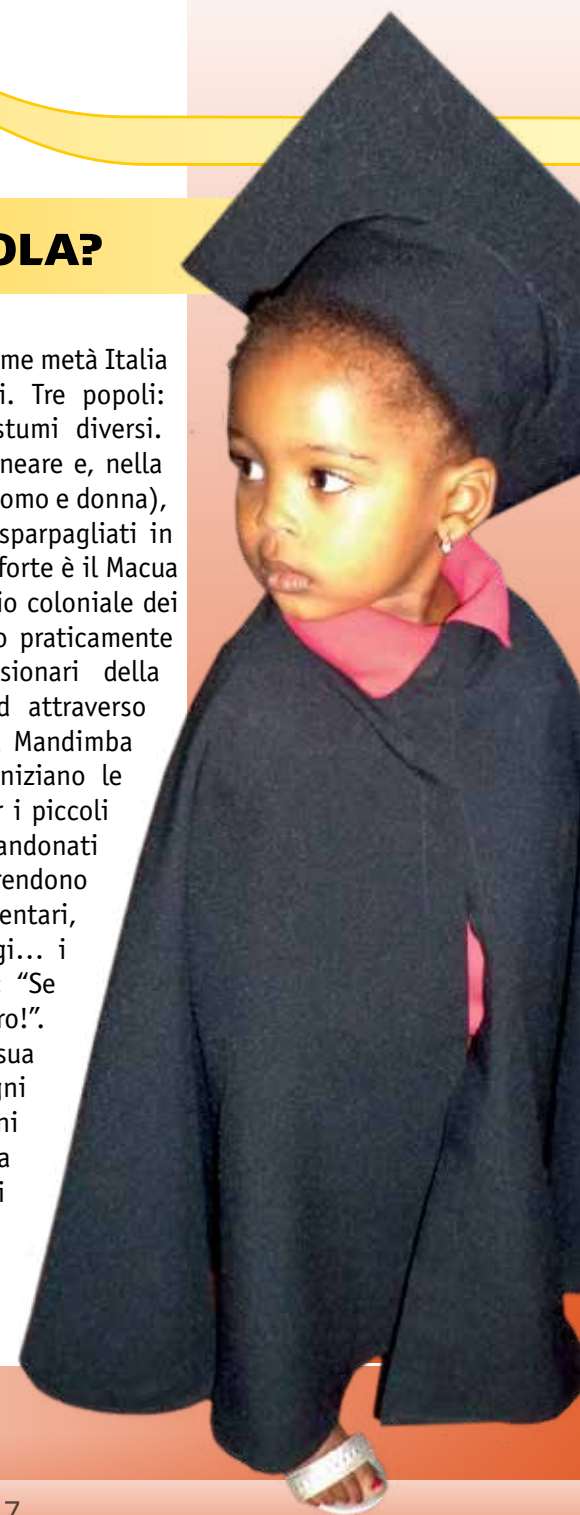 OLA?
me metà Italia
i. Tre popoli:
stumi diversi.
neare e, nella
omo e donna),
sparpagliati in
forte è il Macua
io coloniale dei
o praticamente
sionari della
d attraverso
Mandimba
niziano le
r i piccoli
andonati
rendono
entari,
gi… i
: “Se
ro!”.
sua
gni
ni
a
i
7